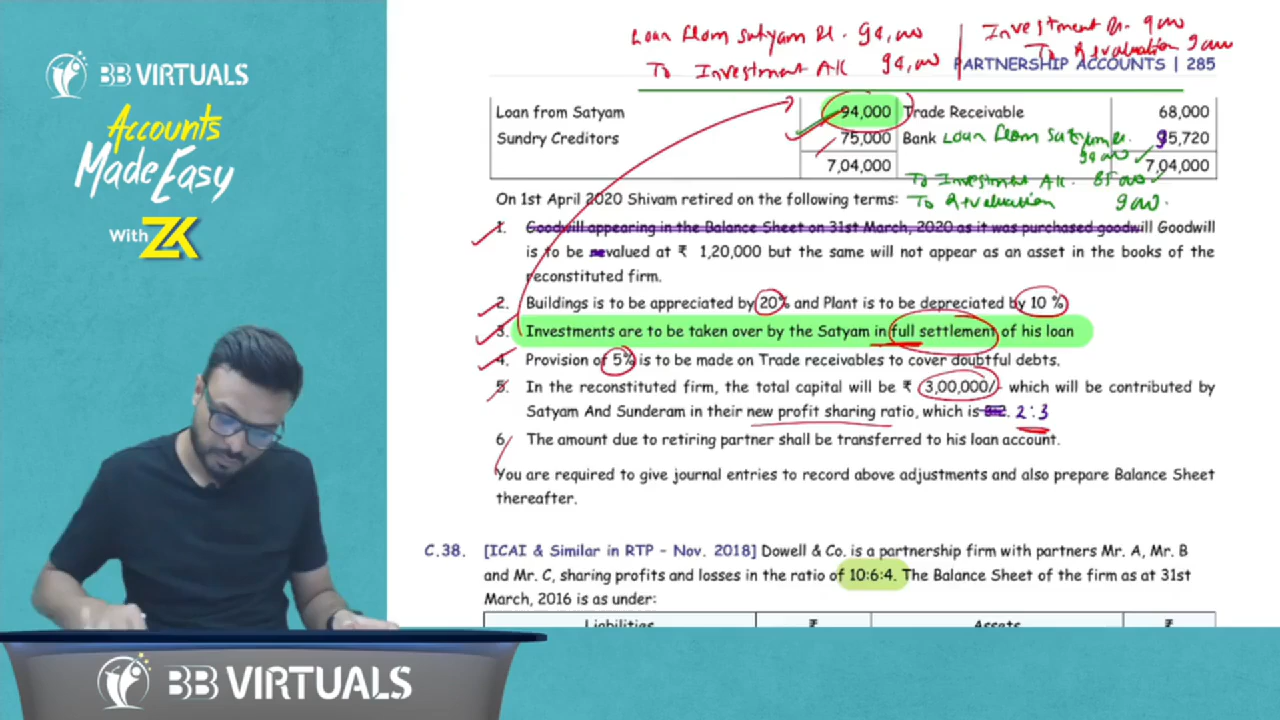 BB VIRTUALS
Accounts
Made Easy
With ZK
Loan from Satyam Dr. 94,000
To Investment A/c 94,000
Investment Dr. 9000
To Revaluation 9000
PARTNERSHIP ACCOUNTS | 285
Loan from Satyam 94,000 Trade Receivable 68,000
Sundry Creditors 75,000 Bank 95,720
Loan from Satyam Dr. 94000
7,04,000 7,04,000
To Investment A/c. 85000
To Revaluation 9000.
On 1st April 2020 Shivam retired on the following terms:
1. Goodwill appearing in the Balance Sheet on 31st March, 2020 as it was purchased goodwill Goodwill
is to be revalued at ₹ 1,20,000 but the same will not appear as an asset in the books of the
reconstituted firm.
2. Buildings is to be appreciated by 20% and Plant is to be depreciated by 10 %
3. Investments are to be taken over by the Satyam in full settlement of his loan
4. Provision of 5% is to be made on Trade receivables to cover doubtful debts.
5. In the reconstituted firm, the total capital will be ₹ 3,00,000/- which will be contributed by
Satyam And Sunderam in their new profit sharing ratio, which is . 2:3
6. The amount due to retiring partner shall be transferred to his loan account.
You are required to give journal entries to record above adjustments and also prepare Balance Sheet
thereafter.
C.38. [ICAI & Similar in RTP - Nov. 2018] Dowell & Co. is a partnership firm with partners Mr. A, Mr. B
and Mr. C, sharing profits and losses in the ratio of 10:6:4. The Balance Sheet of the firm as at 31st
March, 2016 is as under:
Liabilities ₹ Assets ₹
BB VIRTUALS